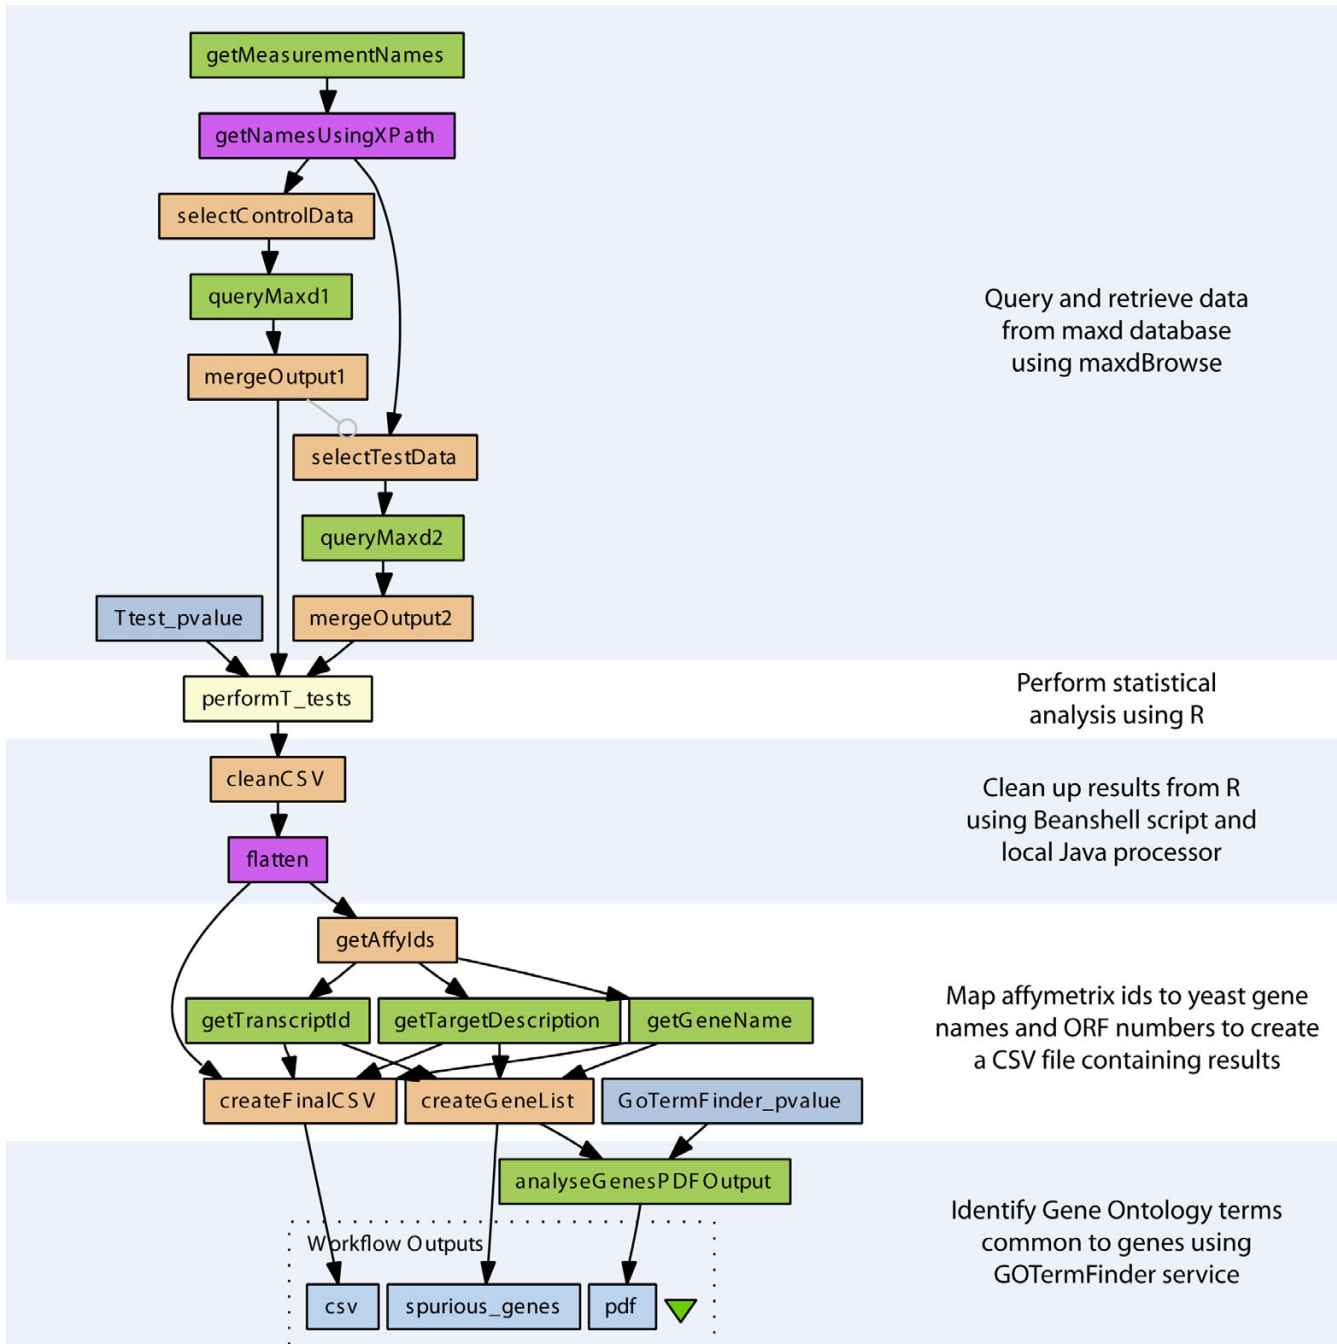 getMeasurementNames
getNamesUsingXPath
selectControlData
queryMaxd1
mergeOutput1
selectTestData
queryMaxd2
Ttest_pvalue
mergeOutput2
Query and retrieve data
from maxd database
using maxdBrowse
performT_tests
Perform statistical
analysis using R
cleanCSV
flatten
Clean up results from R
using Beanshell script and
local Java processor
getAffyIds
getTranscriptId
getTargetDescription
getGeneName
createFinalCSV
createGeneList
GoTermFinder_pvalue
Map affymetrix ids to yeast gene
names and ORF numbers to create
a CSV file containing results
analyseGenesPDFOutput
Workflow Outputs
csv
spurious_genes
pdf
Identify Gene Ontology terms
common to genes using
GOTermFinder service